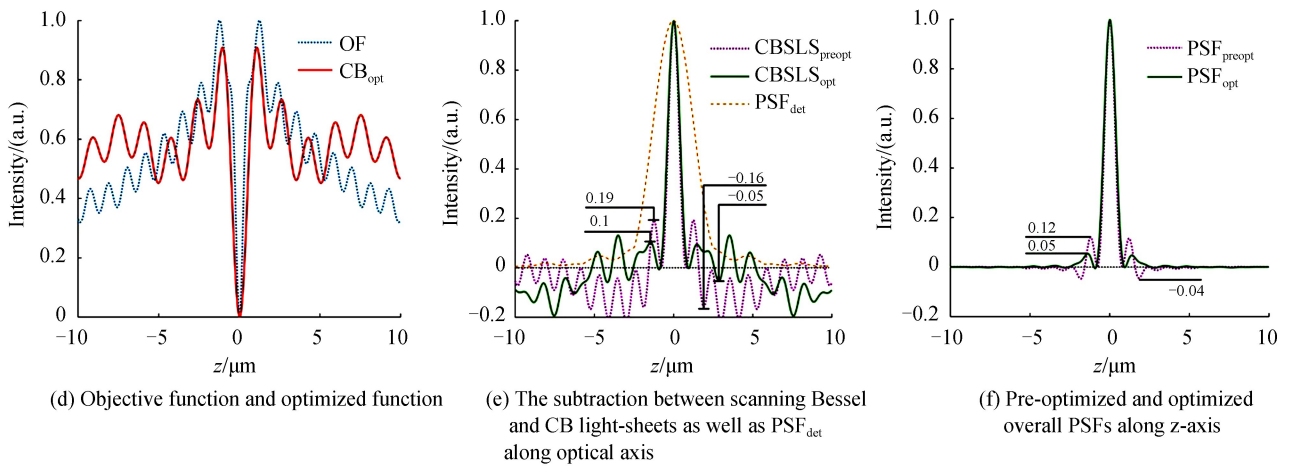 1.0
0.8
0.6
0.4
0.2
0
−10
−5
0
5
10
Intensity/(a.u.)
z/μm
OF
CBopt
(d) Objective function and optimized function
1.0
0.8
0.6
0.4
0.2
0
−0.2
−10
−5
0
5
10
Intensity/(a.u.)
z/μm
CBSLSpreopt
CBSLSopt
PSFdet
0.19
0.1
−0.16
−0.05
(e) The subtraction between scanning Bessel
and CB light-sheets as well as PSFdet
along optical axis
1.0
0.8
0.6
0.4
0.2
0
−0.2
−10
−5
0
5
10
Intensity/(a.u.)
z/μm
PSFpreopt
PSFopt
0.12
0.05
−0.04
(f) Pre-optimized and optimized
overall PSFs along z-axis